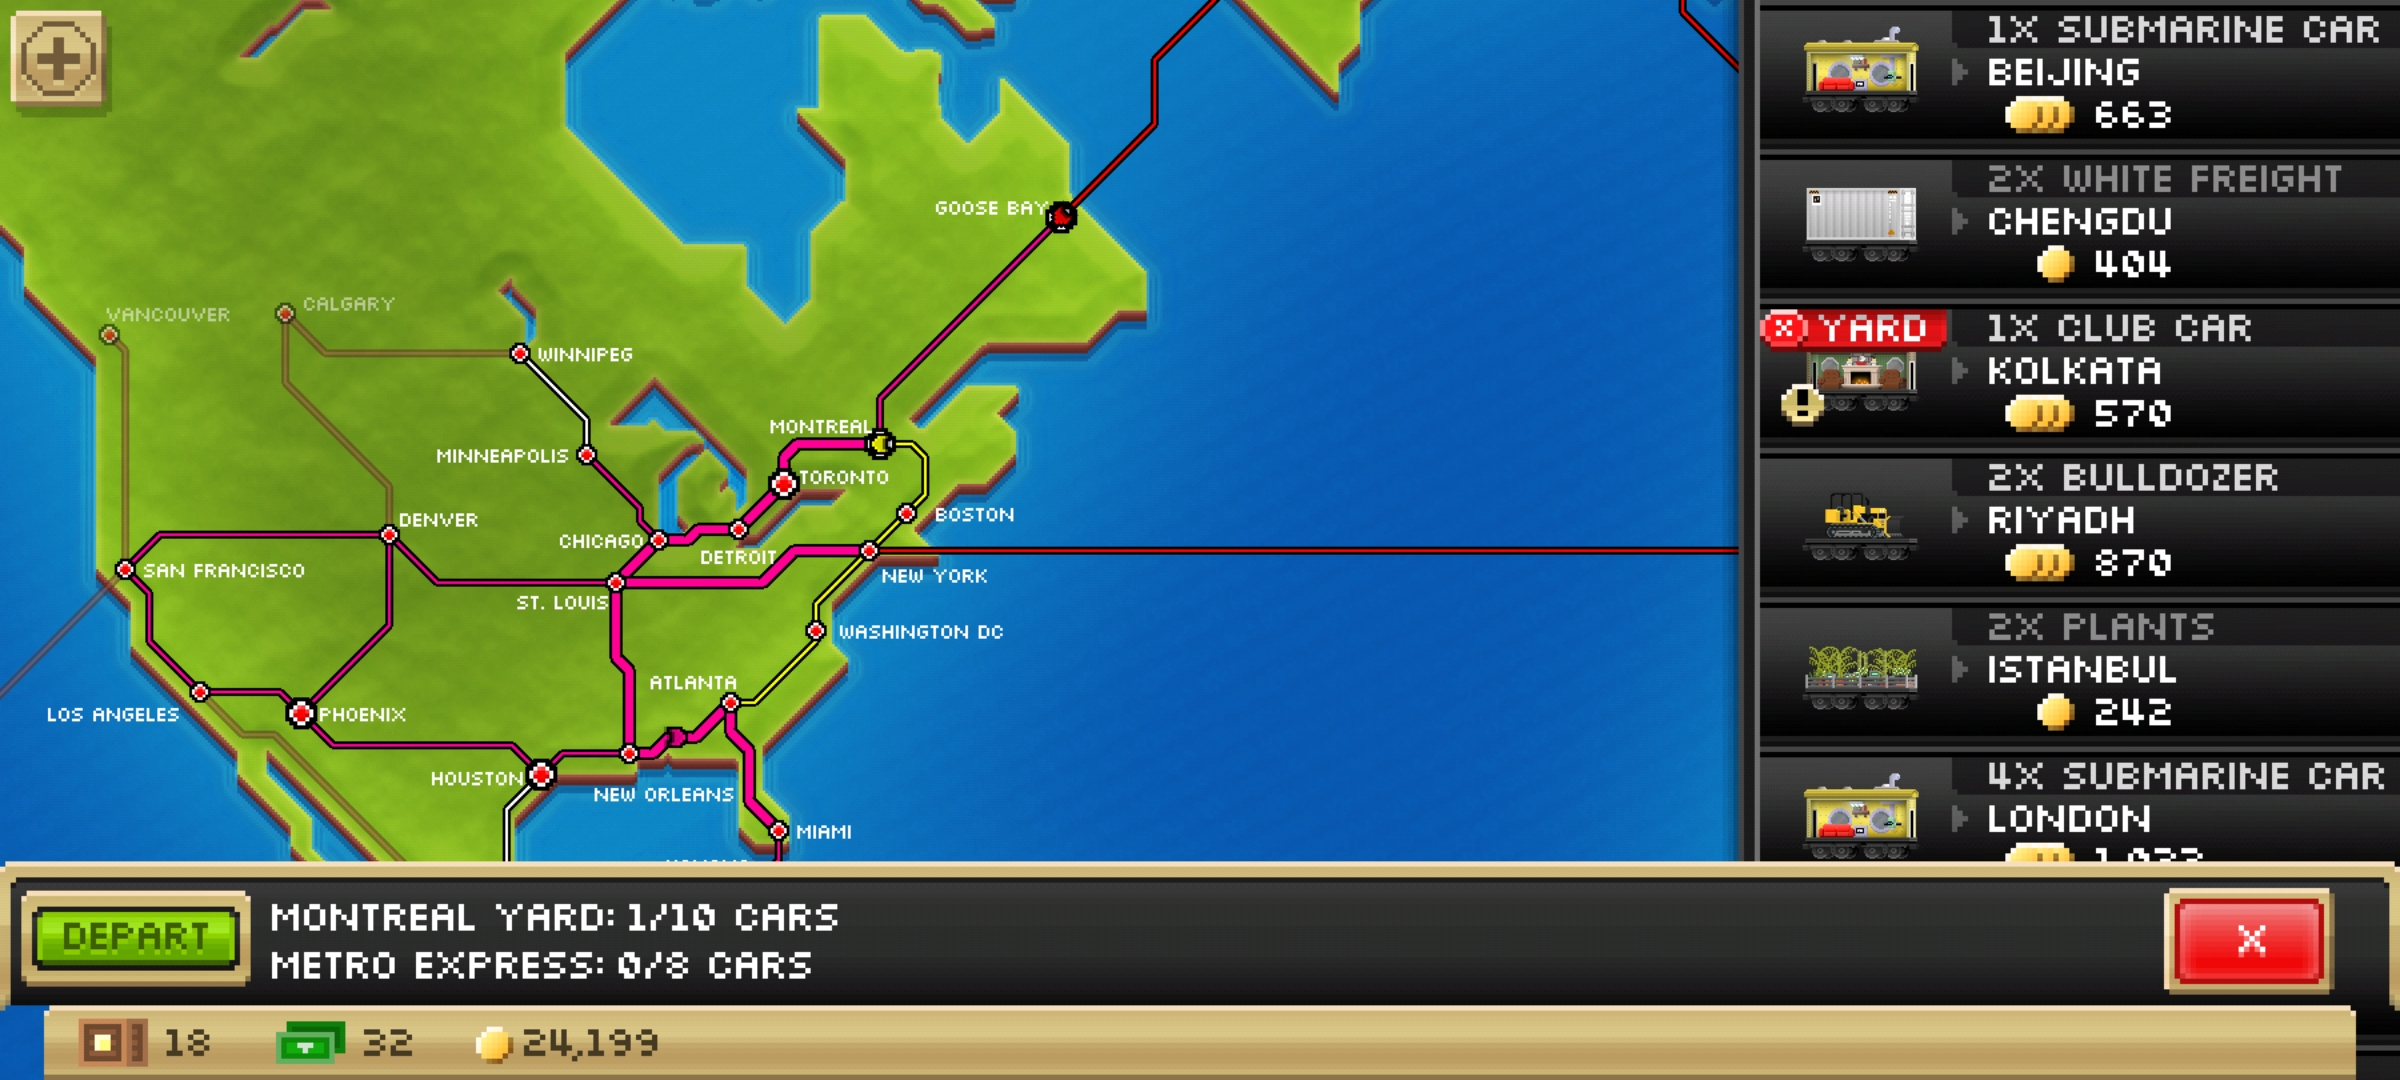 GOOSE BAY
VANCOUVER
CALGARY
WINNIPEG
MONTREAL
MINNEAPOLIS
TORONTO
DENVER
BOSTON
CHICAGO
DETROIT
SAN FRANCISCO
NEW YORK
ST. LOUIS
WASHINGTON DC
ATLANTA
LOS ANGELES
PHOENIX
HOUSTON
NEW ORLEANS
MIAMI
1X SUBMARINE CAR
BEIJING
663
2X WHITE FREIGHT
CHENGDU
404
X YARD
1X CLUB CAR
KOLKATA
!
570
2X BULLDOZER
RIYADH
870
2X PLANTS
ISTANBUL
242
4X SUBMARINE CAR
LONDON
DEPART
MONTREAL YARD: 1/10 CARS
METRO EXPRESS: 0/8 CARS
X
18
32
24,199